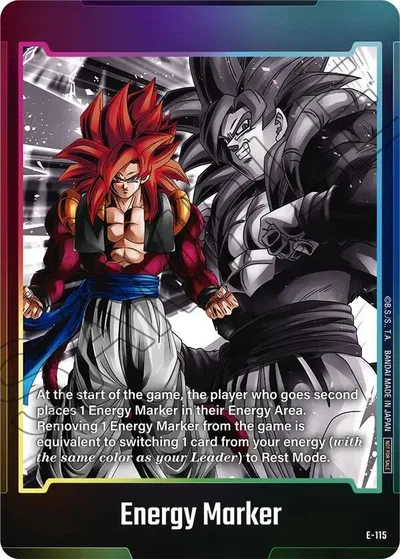 At the start of the game, the player who goes second
places 1 Energy Marker in their Energy Area.
Removing 1 Energy Marker from the game is
equivalent to switching 1 card from your energy (with
the same color as your Leader) to Rest Mode.
©B.S./S., T.A. BANDAI MADE IN JAPAN
NOT FOR SALE
Energy Marker
E-115